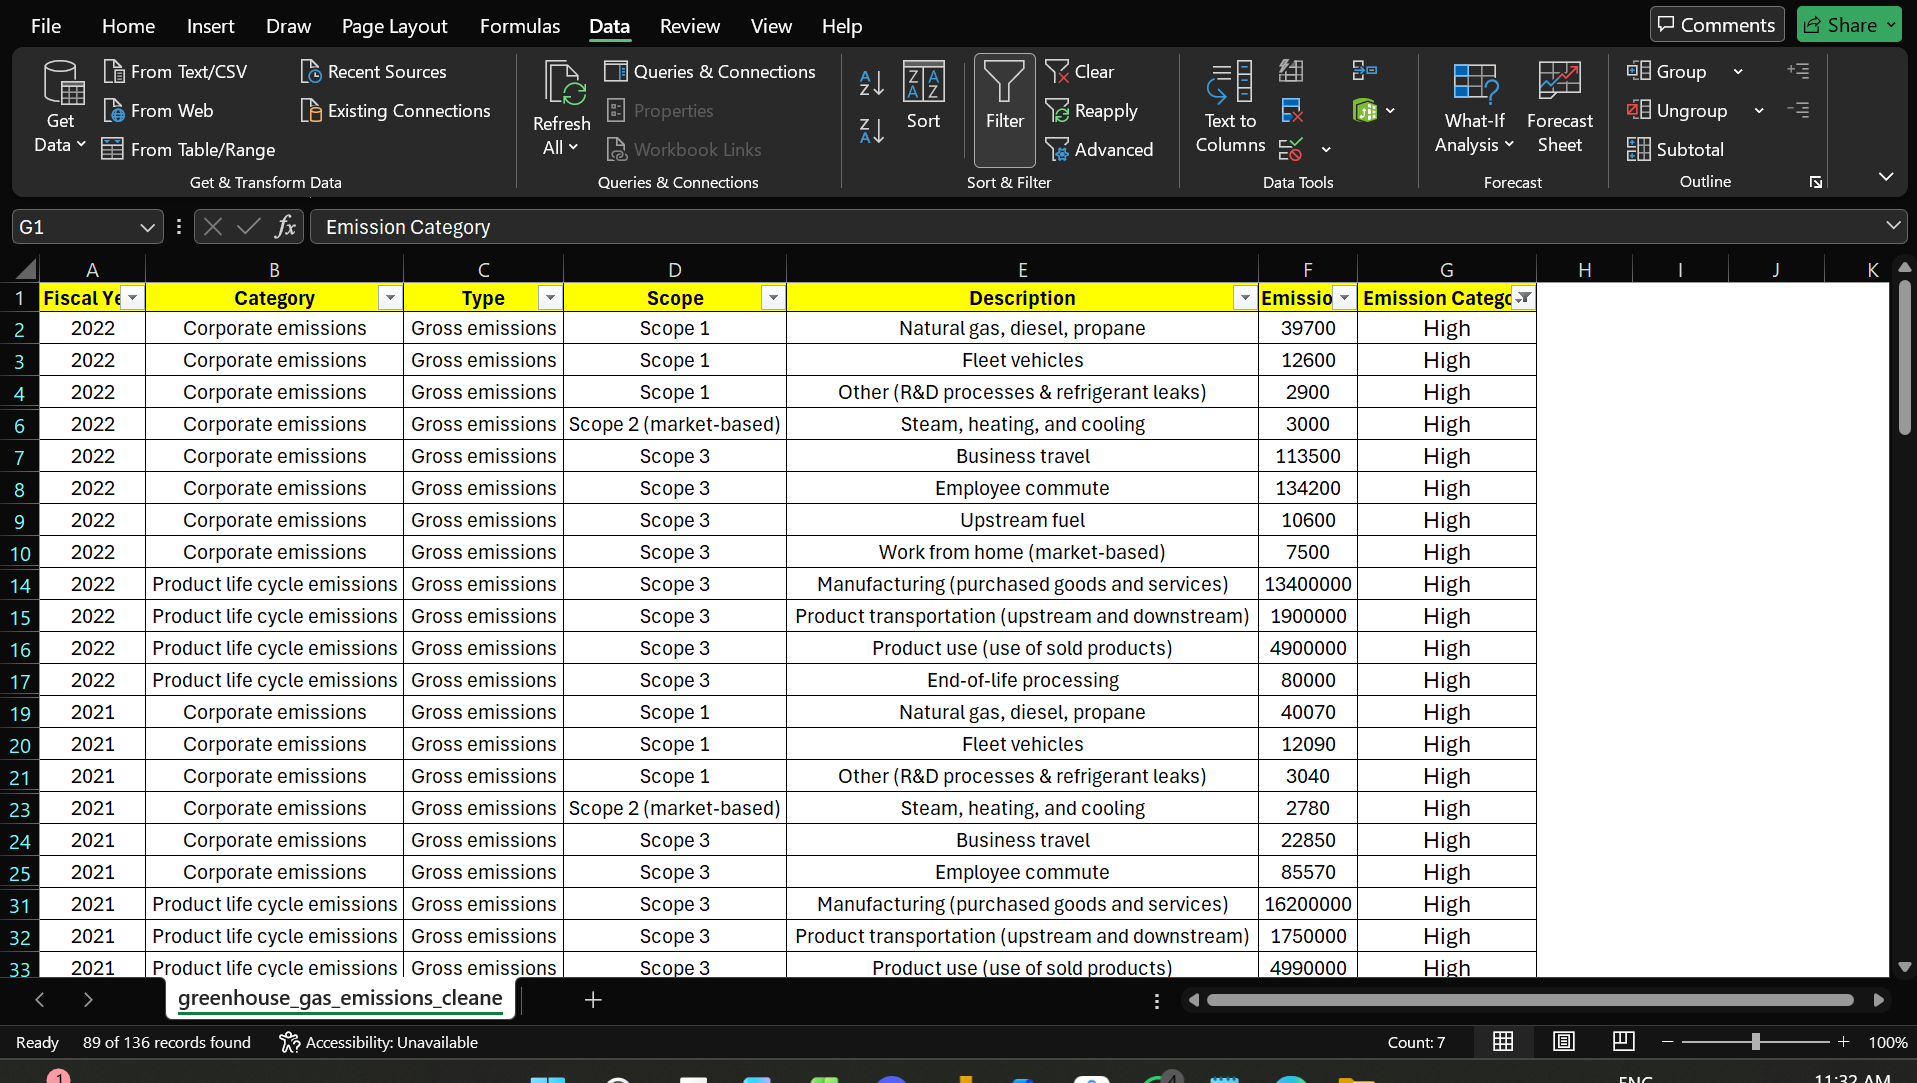 File Home Insert Draw Page Layout Formulas Data Review View Help Comments Share
Get Data
From Text/CSV
From Web
From Table/Range
Recent Sources
Existing Connections
Get & Transform Data
Refresh All
Queries & Connections
Properties
Workbook Links
Queries & Connections
Sort
Filter
Clear
Reapply
Advanced
Sort & Filter
Text to Columns
Data Tools
What-If Analysis
Forecast Sheet
Forecast
Group
Ungroup
Subtotal
Outline
G1 fx Emission Category
A B C D E F G H I J K
1 Fiscal Ye Category Type Scope Description Emissio Emission Catego
2 2022 Corporate emissions Gross emissions Scope 1 Natural gas, diesel, propane 39700 High
3 2022 Corporate emissions Gross emissions Scope 1 Fleet vehicles 12600 High
4 2022 Corporate emissions Gross emissions Scope 1 Other (R&D processes & refrigerant leaks) 2900 High
6 2022 Corporate emissions Gross emissions Scope 2 (market-based) Steam, heating, and cooling 3000 High
7 2022 Corporate emissions Gross emissions Scope 3 Business travel 113500 High
8 2022 Corporate emissions Gross emissions Scope 3 Employee commute 134200 High
9 2022 Corporate emissions Gross emissions Scope 3 Upstream fuel 10600 High
10 2022 Corporate emissions Gross emissions Scope 3 Work from home (market-based) 7500 High
14 2022 Product life cycle emissions Gross emissions Scope 3 Manufacturing (purchased goods and services) 13400000 High
15 2022 Product life cycle emissions Gross emissions Scope 3 Product transportation (upstream and downstream) 1900000 High
16 2022 Product life cycle emissions Gross emissions Scope 3 Product use (use of sold products) 4900000 High
17 2022 Product life cycle emissions Gross emissions Scope 3 End-of-life processing 80000 High
19 2021 Corporate emissions Gross emissions Scope 1 Natural gas, diesel, propane 40070 High
20 2021 Corporate emissions Gross emissions Scope 1 Fleet vehicles 12090 High
21 2021 Corporate emissions Gross emissions Scope 1 Other (R&D processes & refrigerant leaks) 3040 High
23 2021 Corporate emissions Gross emissions Scope 2 (market-based) Steam, heating, and cooling 2780 High
24 2021 Corporate emissions Gross emissions Scope 3 Business travel 22850 High
25 2021 Corporate emissions Gross emissions Scope 3 Employee commute 85570 High
31 2021 Product life cycle emissions Gross emissions Scope 3 Manufacturing (purchased goods and services) 16200000 High
32 2021 Product life cycle emissions Gross emissions Scope 3 Product transportation (upstream and downstream) 1750000 High
33 2021 Product life cycle emissions Gross emissions Scope 3 Product use (use of sold products) 4990000 High
greenhouse_gas_emissions_cleane
Ready 89 of 136 records found Accessibility: Unavailable Count: 7 100%
1 4 ENG 11:32 AM